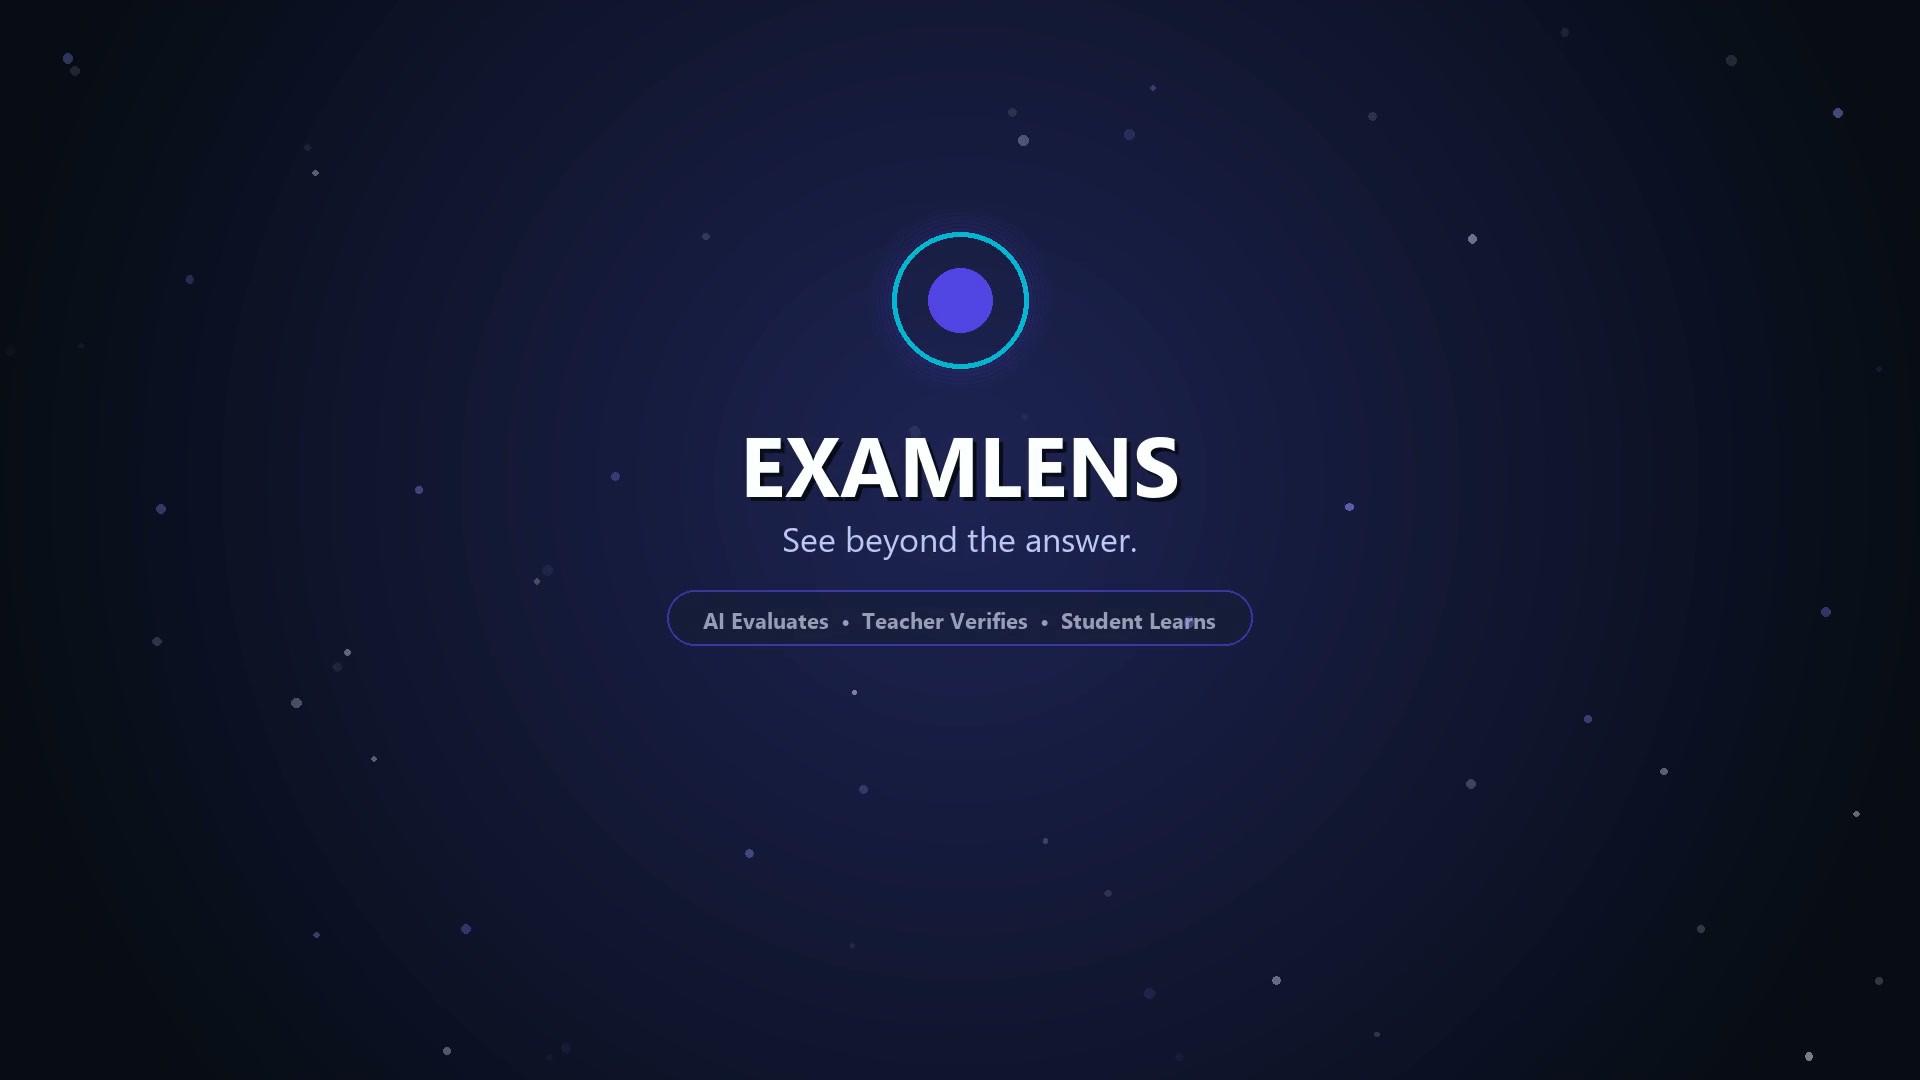 EXAMLENS
See beyond the answer.
AI Evaluates • Teacher Verifies • Student Learns